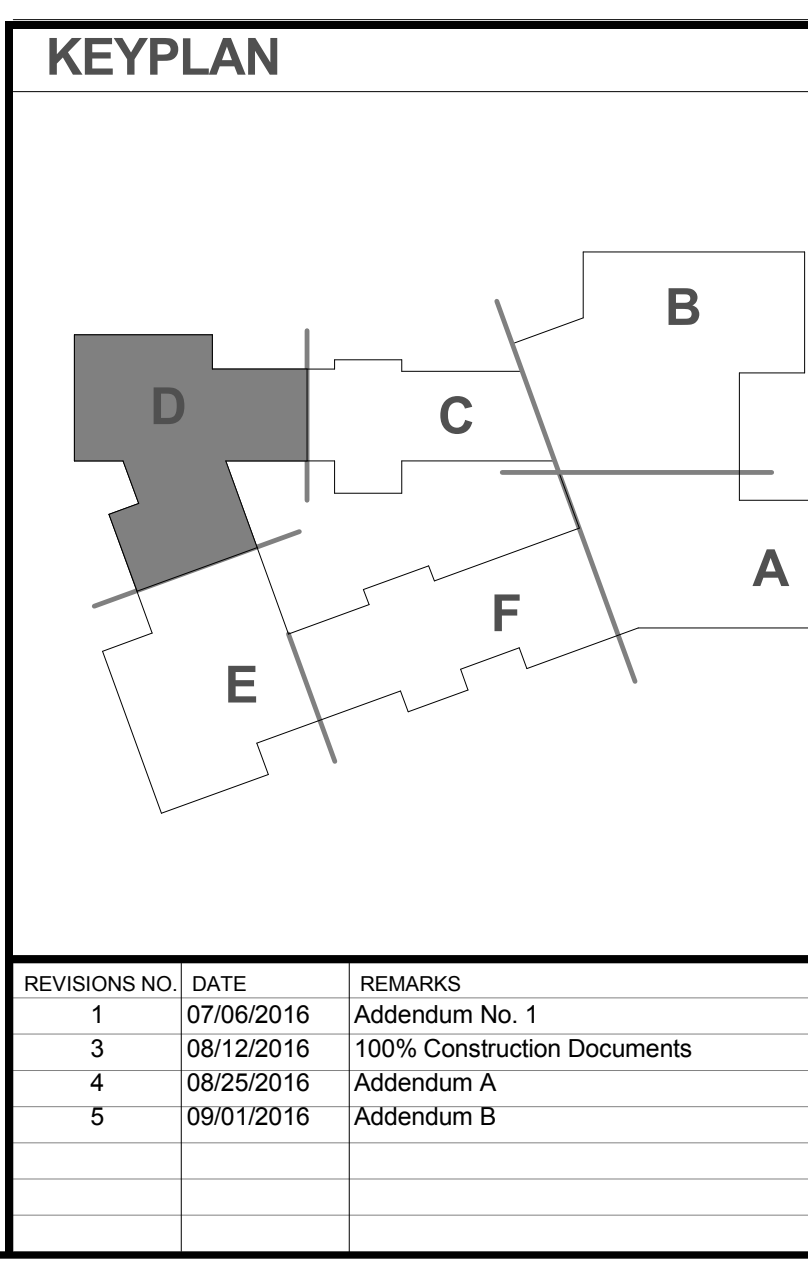 KEYPLAN
B
D
C
A
F
E
REVISIONS NO. DATE REMARKS
1 07/06/2016 Addendum No. 1
3 08/12/2016 100% Construction Documents
4 08/25/2016 Addendum A
5 09/01/2016 Addendum B